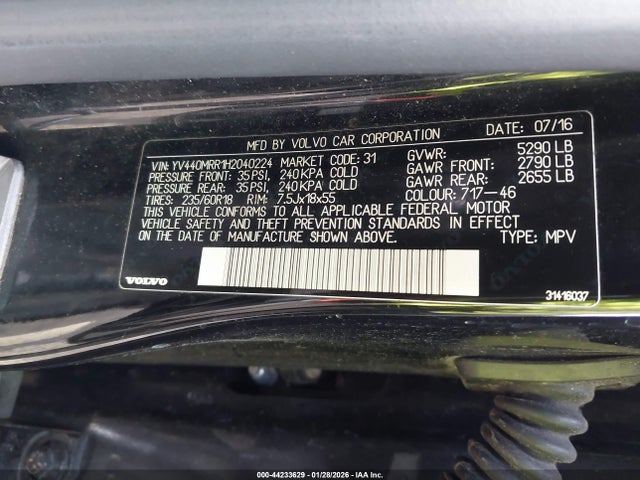 MFD BY VOLVO CAR CORPORATION DATE: 07/16
VIN: YV440MRR1H2040224 MARKET CODE: 31 GVWR: 5290 LB
PRESSURE FRONT: 35 PSI, 240 KPA COLD GAWR FRONT: 2790 LB
PRESSURE REAR: 35 PSI, 240 KPA COLD GAWR REAR: 2655 LB
TIRES: 235/60R18 RIM: 7.5Jx18x55 COLOUR: 717-46
THIS VEHICLE CONFORMS TO ALL APPLICABLE FEDERAL MOTOR
VEHICLE SAFETY AND THEFT PREVENTION STANDARDS IN EFFECT
ON THE DATE OF MANUFACTURE SHOWN ABOVE. TYPE: MPV
VOLVO 31416037
000-44233629 - 01/28/2026 - IAAI Inc.